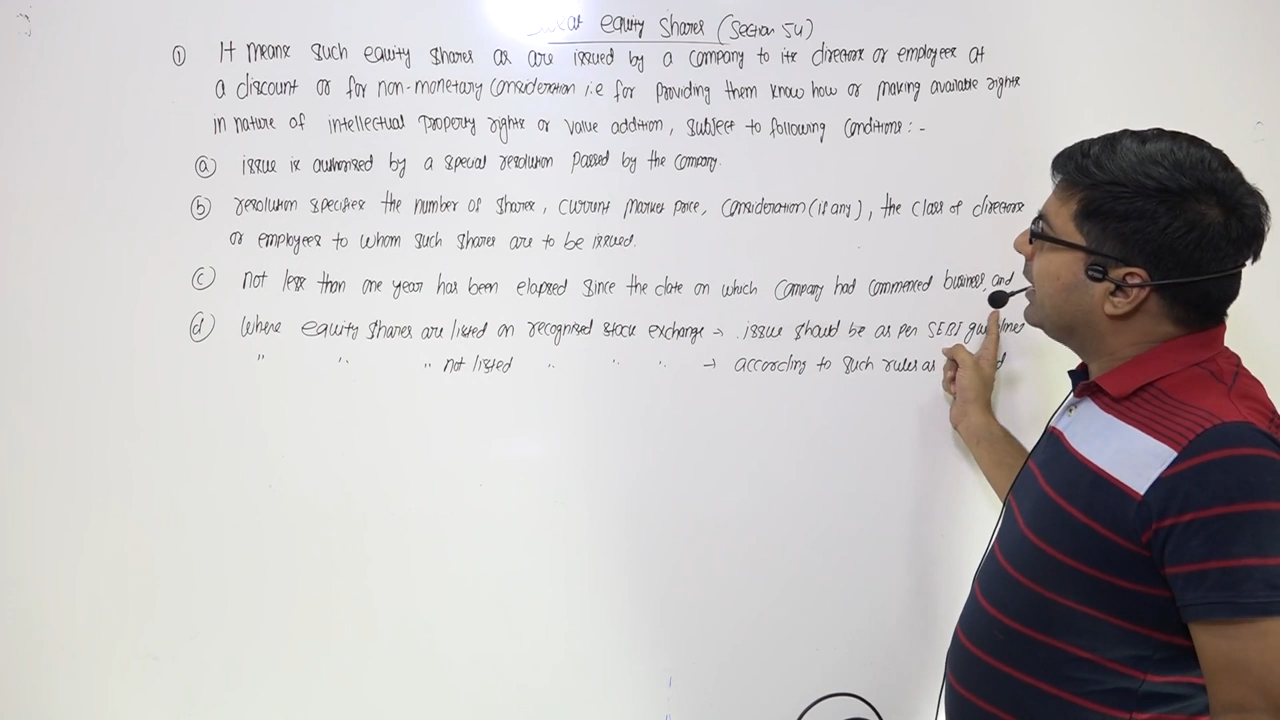 equity shares (Section 54)
① It means such equity shares as are issued by a company to its directors or employees at
a discount or for non-monetary consideration i.e for providing them know how or making available rights
in nature of intellectual property rights or value addition, subject to following conditions:-
ⓐ issue is authorised by a special resolution passed by the company.
ⓑ resolution specifies the number of shares, current market price, consideration (if any), the class of directors
or employees to whom such shares are to be issued.
ⓒ not less than one year has been elapsed since the date on which company had commenced business, and
ⓓ where equity shares are listed on recognised stock exchange → issue should be as per SEBI
" " " not listed " " " → according to such rules as